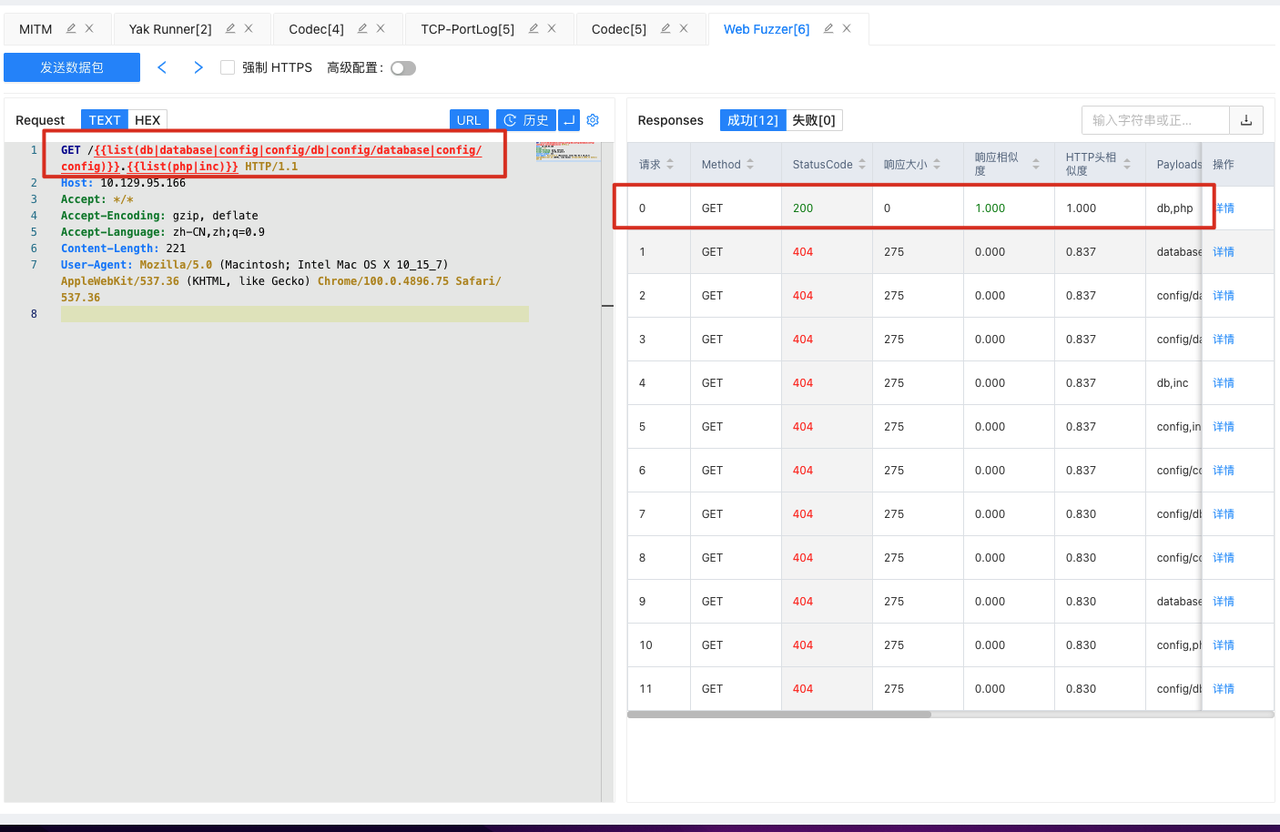 MITM
Yak Runner[2]
Codec[4]
TCP-PortLog[5]
Codec[5]
Web Fuzzer[6]
发送数据包
强制 HTTPS
高级配置：
Request
TEXT
HEX
URL
历史
1 GET /{{list(db|database|config|config/db|config/database|config/
config)}}.{{list(php|inc)}} HTTP/1.1
2 Host: 10.129.95.166
3 Accept: */*
4 Accept-Encoding: gzip, deflate
5 Accept-Language: zh-CN,zh;q=0.9
6 Content-Length: 221
7 User-Agent: Mozilla/5.0 (Macintosh; Intel Mac OS X 10_15_7)
AppleWebKit/537.36 (KHTML, like Gecko) Chrome/100.0.4896.75 Safari/
537.36
8
Responses
成功[12]
失败[0]
输入字符串或正...
请求 Method StatusCode 响应大小 响应相似度 HTTP头相似度 Payloads 操作
0 GET 200 0 1.000 1.000 db,php 详情
1 GET 404 275 0.000 0.837 database 详情
2 GET 404 275 0.000 0.837 config/da 详情
3 GET 404 275 0.000 0.837 config/da 详情
4 GET 404 275 0.000 0.837 db,inc 详情
5 GET 404 275 0.000 0.837 config,in 详情
6 GET 404 275 0.000 0.837 config/co 详情
7 GET 404 275 0.000 0.830 config/db 详情
8 GET 404 275 0.000 0.830 config/co 详情
9 GET 404 275 0.000 0.830 database 详情
10 GET 404 275 0.000 0.830 config,ph 详情
11 GET 404 275 0.000 0.830 config/db 详情